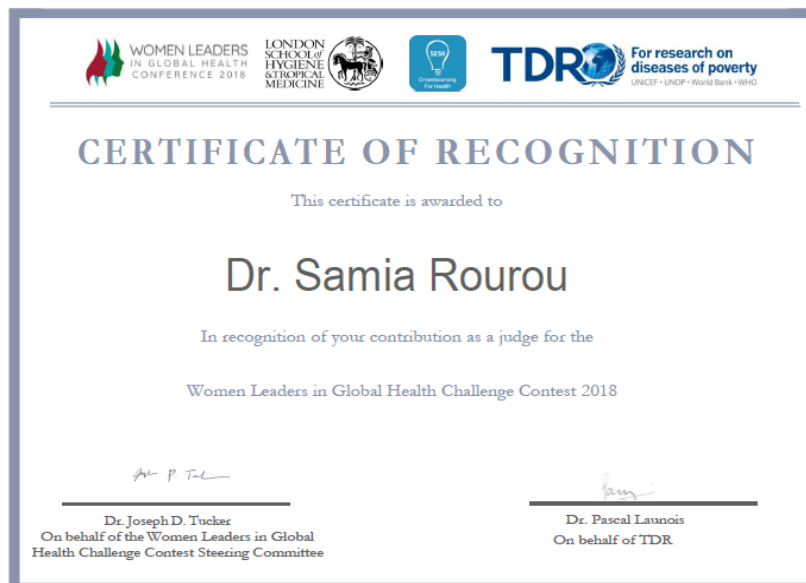 WOMEN LEADERS
IN GLOBAL HEALTH
CONFERENCE 2018
LONDON
SCHOOL of
HYGIENE
& TROPICAL
MEDICINE
SESH
Crowdsourcing
For Health
TDR
For research on
diseases of poverty
UNICEF • UNDP • World Bank • WHO
CERTIFICATE OF RECOGNITION
This certificate is awarded to
Dr. Samia Rourou
In recognition of your contribution as a judge for the
Women Leaders in Global Health Challenge Contest 2018
Dr. Joseph D. Tucker
On behalf of the Women Leaders in Global
Health Challenge Contest Steering Committee
Dr. Pascal Launois
On behalf of TDR